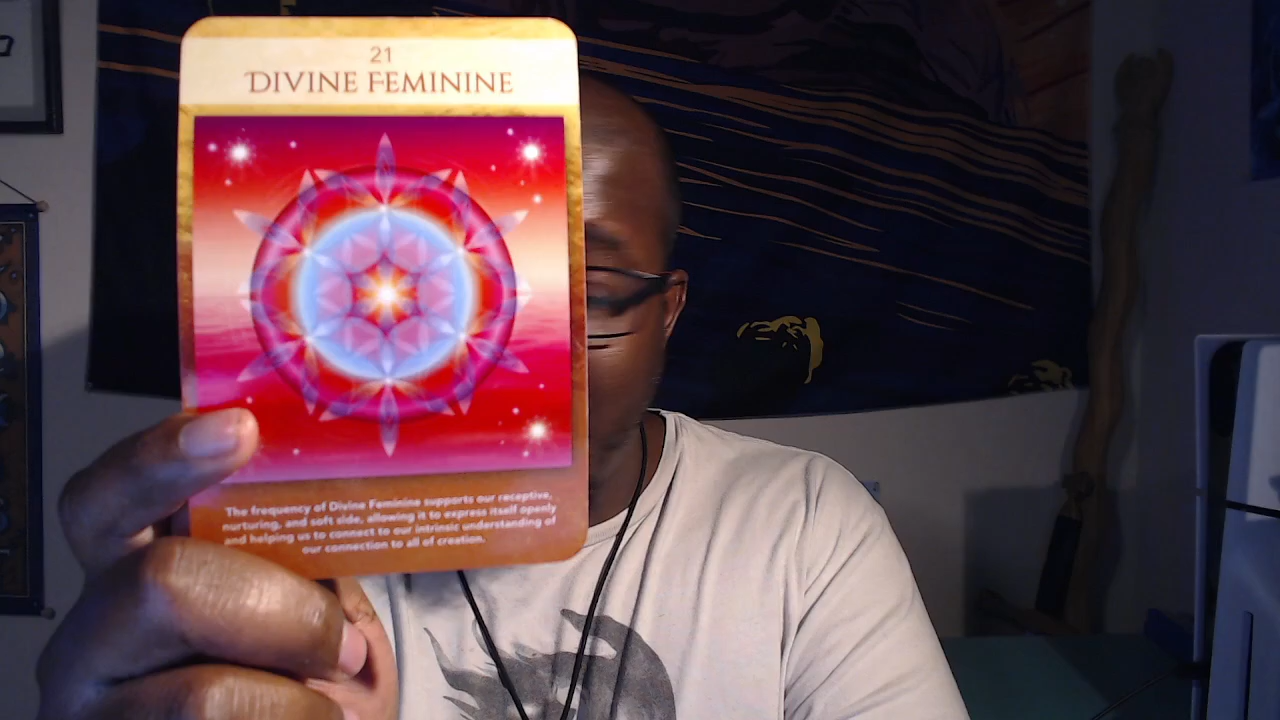 21
DIVINE FEMININE
The frequency of Divine Feminine supports our receptive,
nurturing, and soft side, allowing it to express itself openly
and helping us to connect to our intrinsic understanding of
our connection to all of creation.